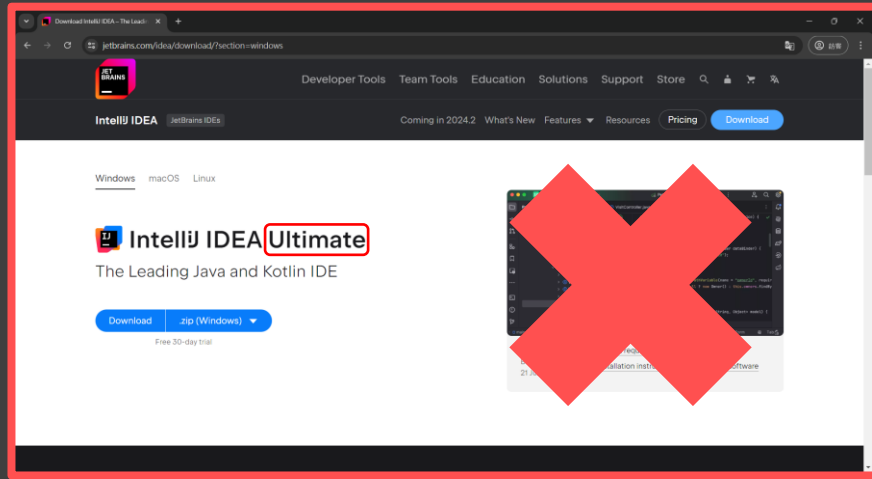 Download IntelliJ IDEA – The Leadi
jetbrains.com/idea/download/?section=windows
訪客
JET
BRAINS
Developer Tools Team Tools Education Solutions Support Store
IntelliJ IDEA JetBrains IDEs
Coming in 2024.2 What's New Features Resources Pricing Download
Windows macOS Linux
IntelliJ IDEA Ultimate
The Leading Java and Kotlin IDE
Download .zip (Windows)
Free 30-day trial